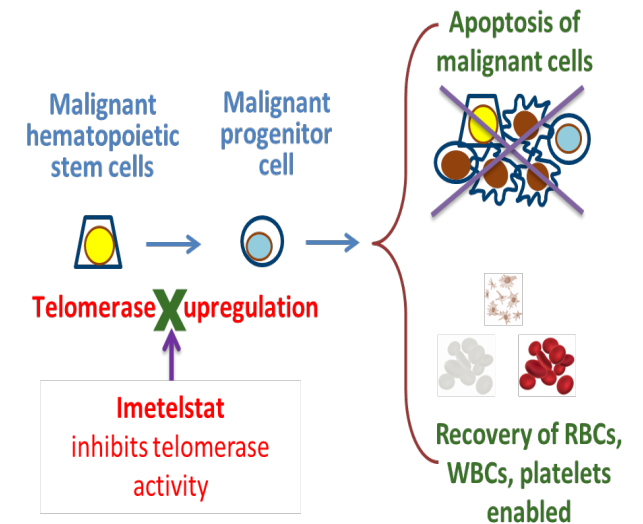 Apoptosis of
malignant cells
Malignant
hematopoietic
stem cells
Malignant
progenitor
cell
Telomerase X upregulation
Imetelstat
inhibits telomerase
activity
Recovery of RBCs,
WBCs, platelets
enabled